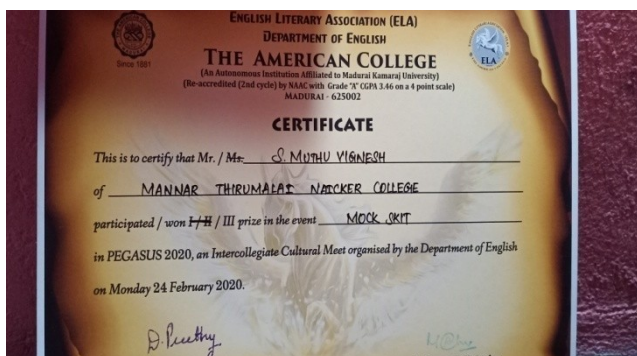 ENGLISH LITERARY ASSOCIATION (ELA)
DEPARTMENT OF ENGLISH
THE AMERICAN COLLEGE
(An Autonomous Institution Affiliated to Madurai Kamaraj University)
(Re-accredited (2nd cycle) by NAAC with Grade "A" CGPA 3.46 on a 4 point scale)
MADURAI - 625002
Since 1881
ELA
CERTIFICATE
This is to certify that Mr. / Ms. S. MUTHU VIGNESH
of MANNAR THIRUMALAI NAICKER COLLEGE
participated / won I / II / III prize in the event MOCK SKIT
in PEGASUS 2020, an Intercollegiate Cultural Meet organised by the Department of English
on Monday 24 February 2020.